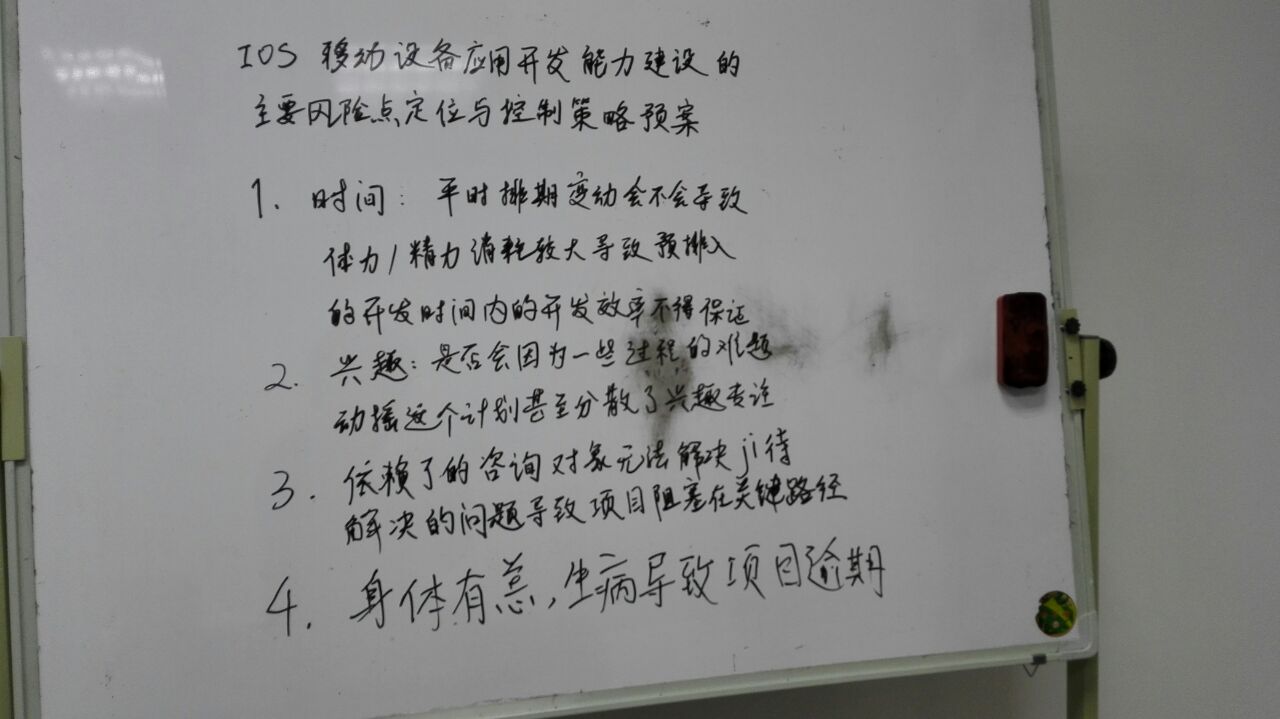 IOS 移动设备应用开发能力建设的
主要风险点定位与控制策略预案
1. 时间: 平时排期变动会不会导致
体力/精力消耗较大导致预排入
的开发时间内的开发效率不得保证
2. 兴趣: 是否会因为一些过程的难题
动摇这个计划甚至分散了兴趣专注
3. 依赖了的咨询对象无法解决ji待
解决的问题导致项目阻塞在关键路径
4. 身体有恙,生病导致项目逾期